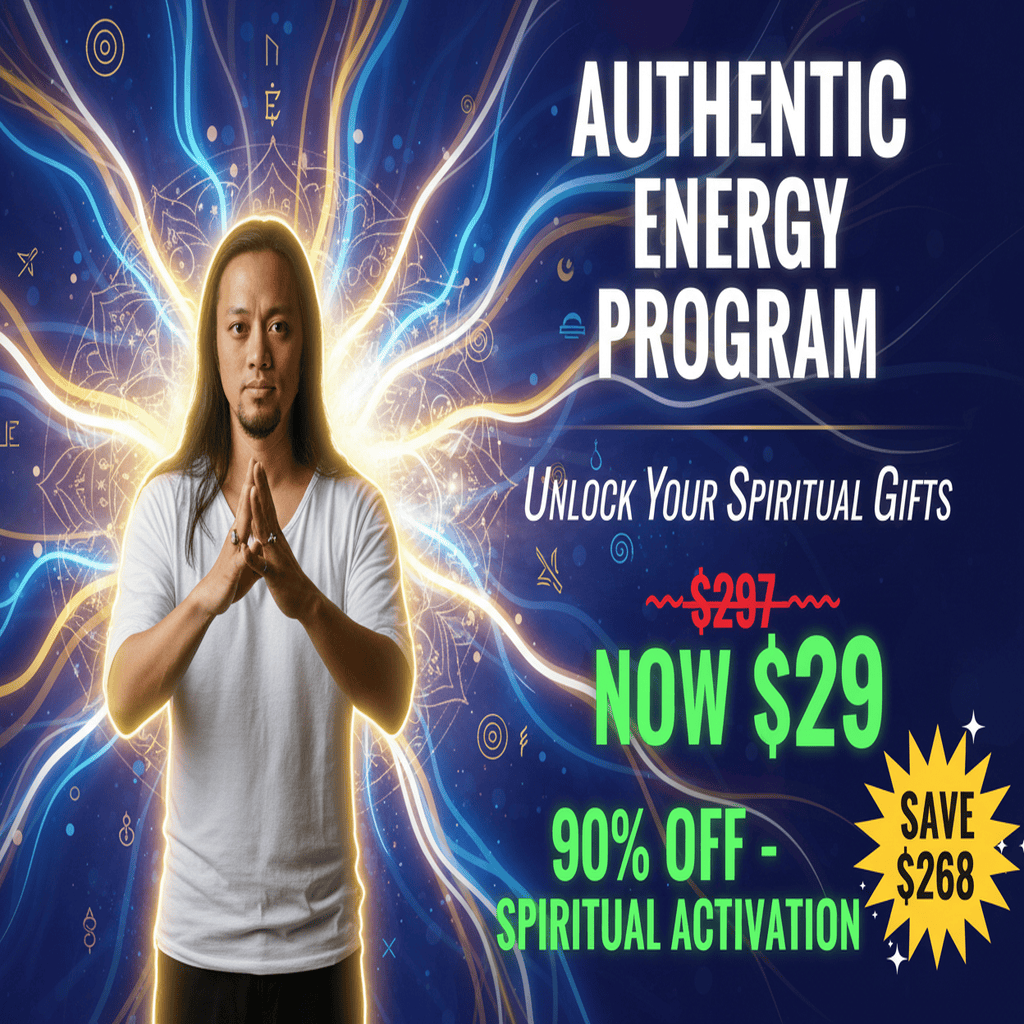 AUTHENTIC
ENERGY
PROGRAM
UNLOCK YOUR SPIRITUAL GIFTS
$297
NOW $29
90% OFF -
SPIRITUAL ACTIVATION
SAVE
$268